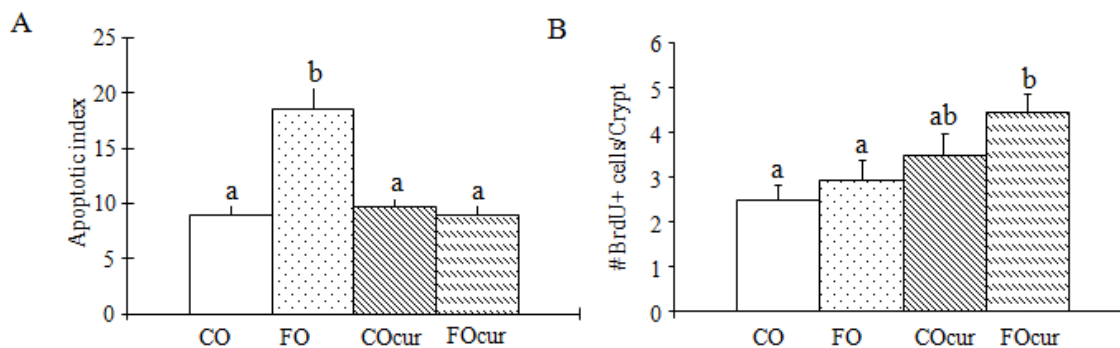 A
Apoptotic index
25
20
15
10
5
0
a
b
a
a
CO FO COcur FOcur
B
# BrdU+ cells/Crypt
6
5
4
3
2
1
0
a
a
ab
b
CO FO COcur FOcur